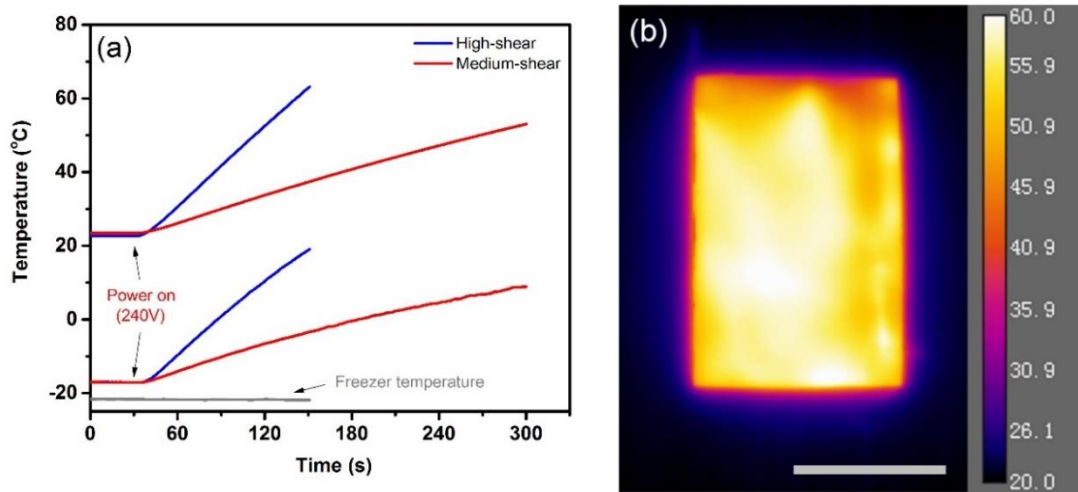 (a)
High-shear
Medium-shear
80
60
40
20
0
-20
Temperature (°C)
Power on
(240V)
Freezer temperature
0 60 120 180 240 300
Time (s)
(b)
60.0
55.9
50.9
45.9
40.9
35.9
30.9
26.1
20.0